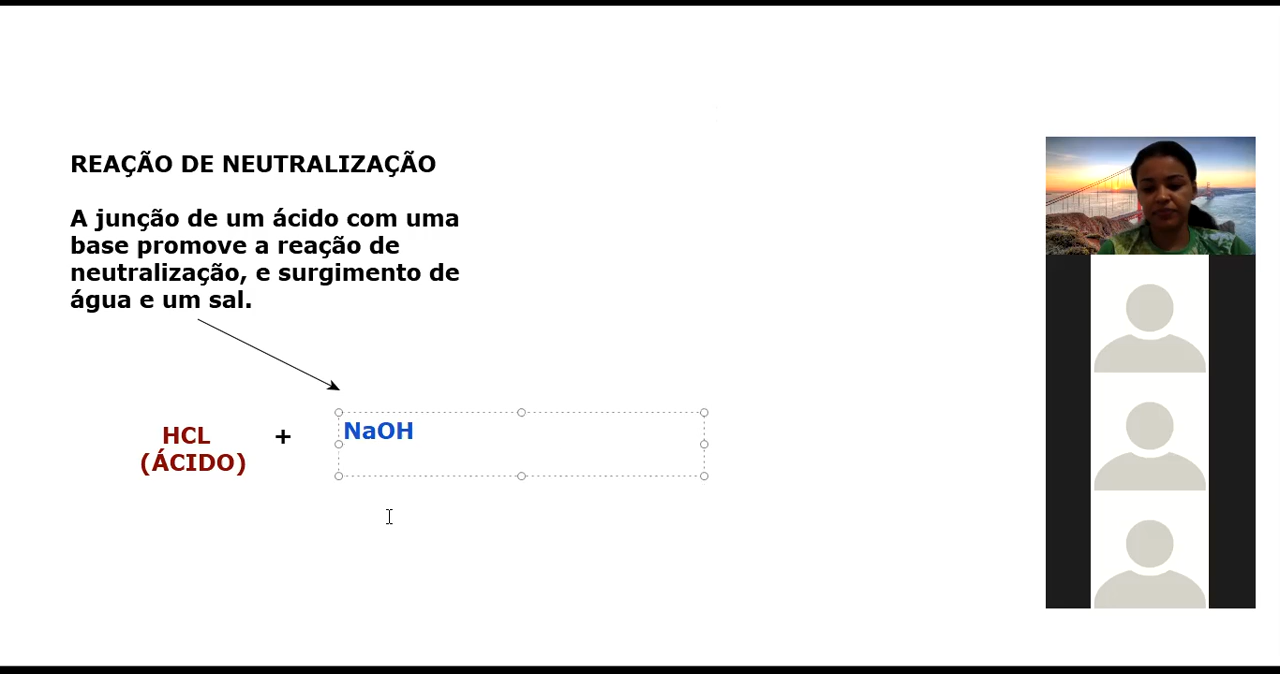 REAÇÃO DE NEUTRALIZAÇÃO
A junção de um ácido com uma
base promove a reação de
neutralização, e surgimento de
água e um sal.
HCL + NaOH
(ÁCIDO)